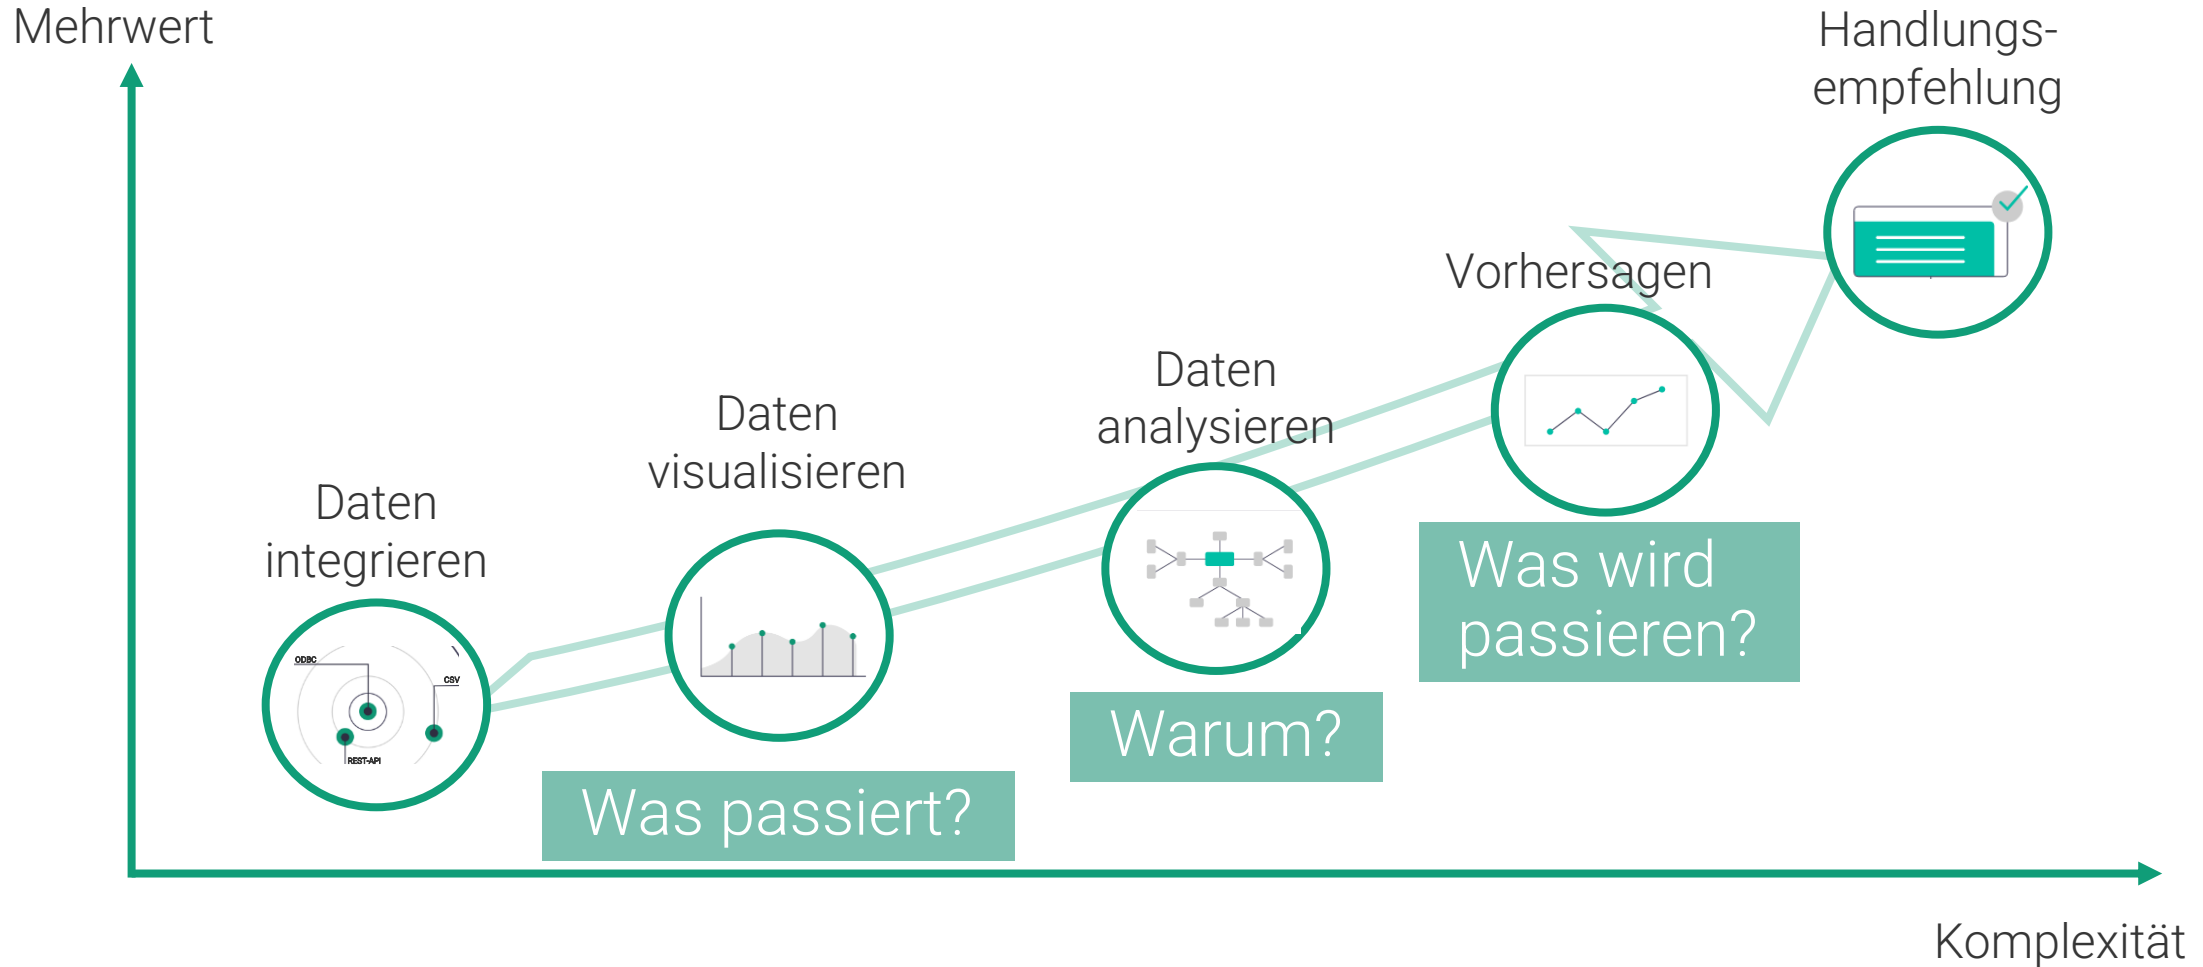 Mehrwert
Handlungs-
empfehlung
Vorhersagen
Daten
analysieren
Daten
visualisieren
Daten
integrieren
ODBC
CSV
REST-API
Was wird
passieren?
Warum?
Was passiert?
Komplexität